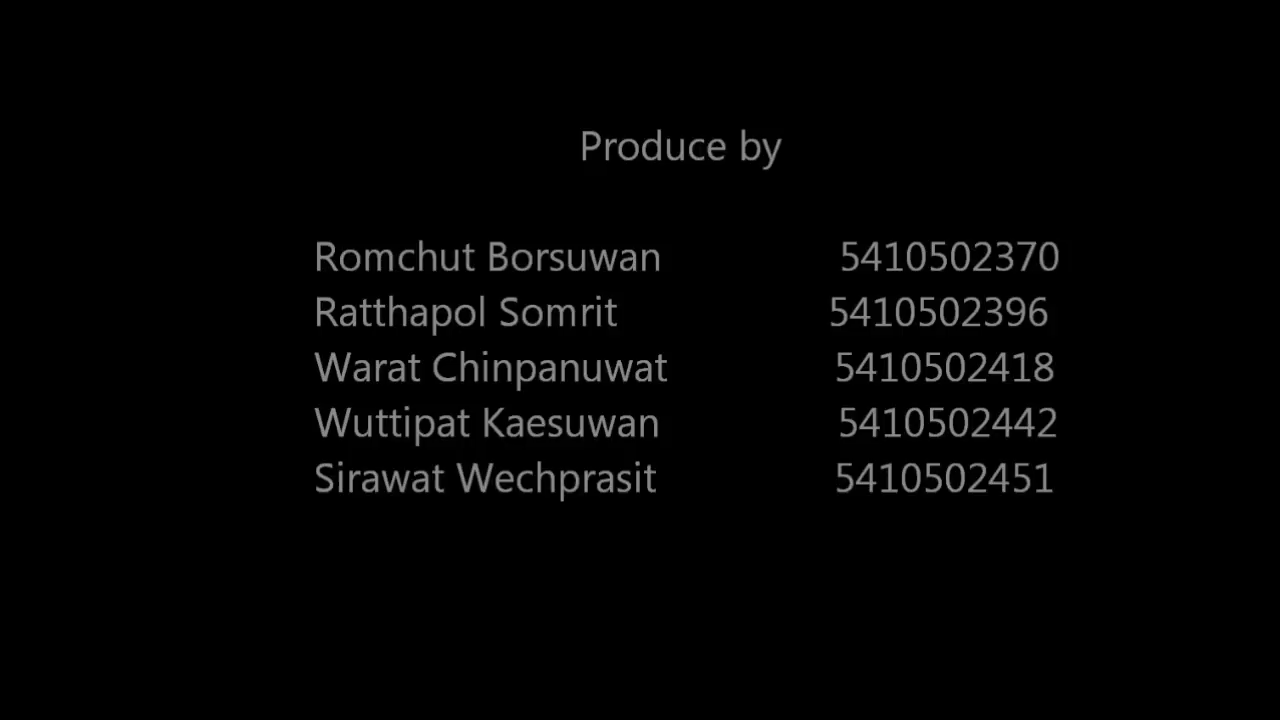 Produce by
Romchut Borsuwan 5410502370
Ratthapol Somrit 5410502396
Warat Chinpanuwat 5410502418
Wuttipat Kaesuwan 5410502442
Sirawat Wechprasit 5410502451